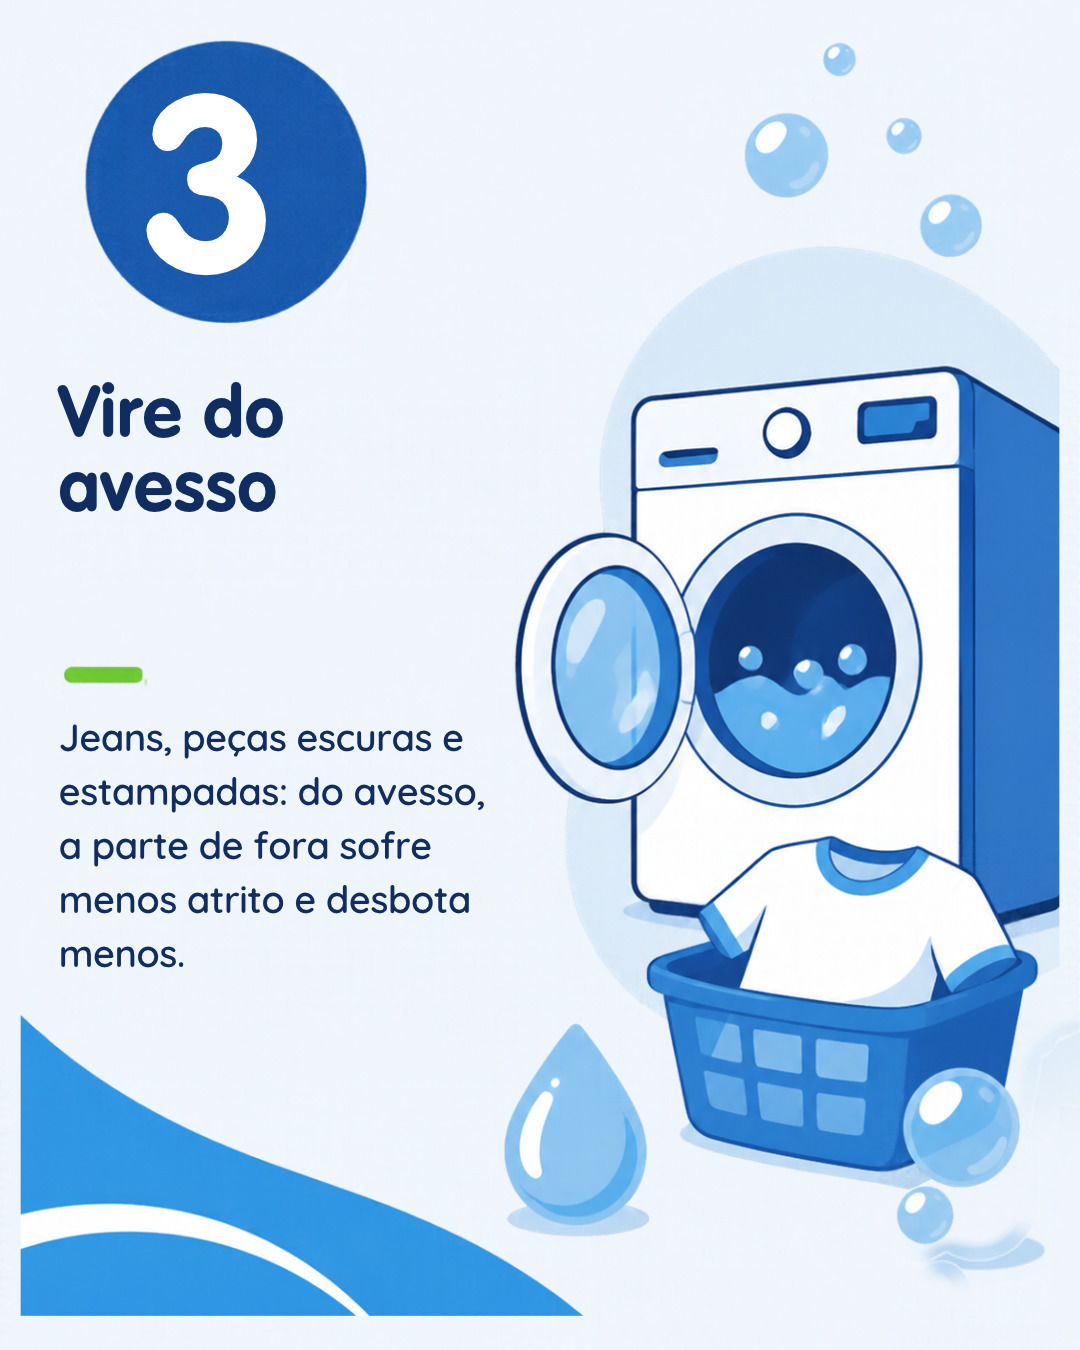 3
Vire do
avesso
Jeans, peças escuras e
estampadas: do avesso,
a parte de fora sofre
menos atrito e desbota
menos.